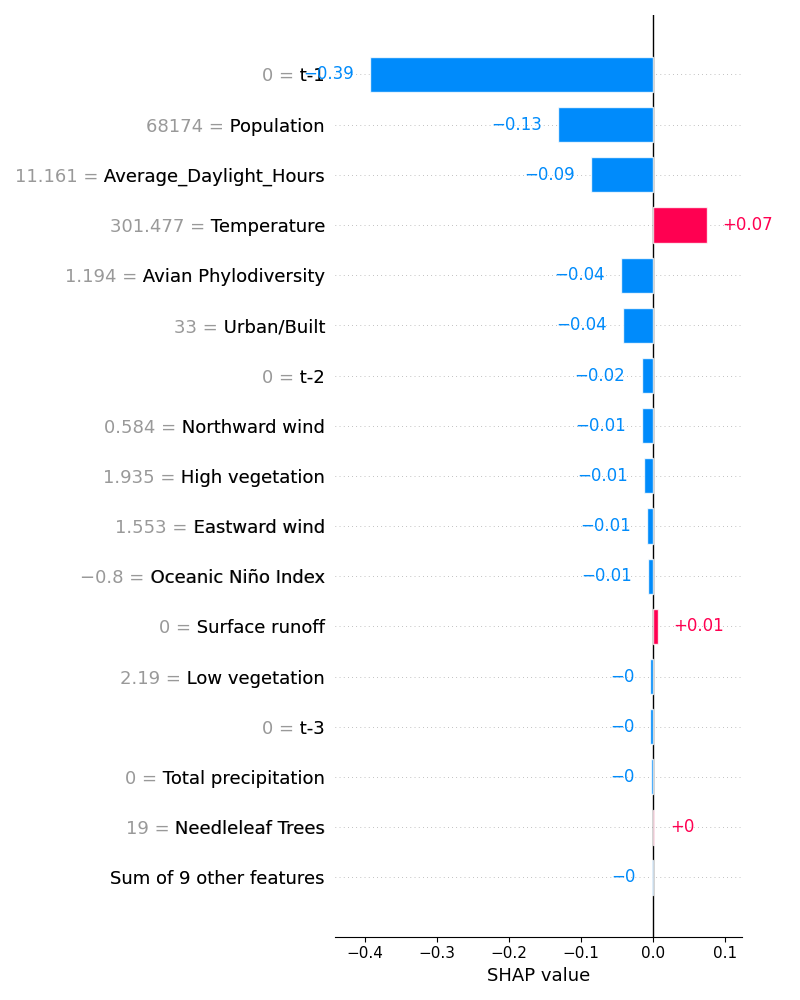 0 = t-1 −0.39
68174 = Population −0.13
11.161 = Average_Daylight_Hours −0.09
301.477 = Temperature +0.07
1.194 = Avian Phylodiversity −0.04
33 = Urban/Built −0.04
0 = t-2 −0.02
0.584 = Northward wind −0.01
1.935 = High vegetation −0.01
1.553 = Eastward wind −0.01
−0.8 = Oceanic Niño Index −0.01
0 = Surface runoff +0.01
2.19 = Low vegetation −0
0 = t-3 −0
0 = Total precipitation −0
19 = Needleleaf Trees +0
Sum of 9 other features −0
−0.4 −0.3 −0.2 −0.1 0.0 0.1
SHAP value